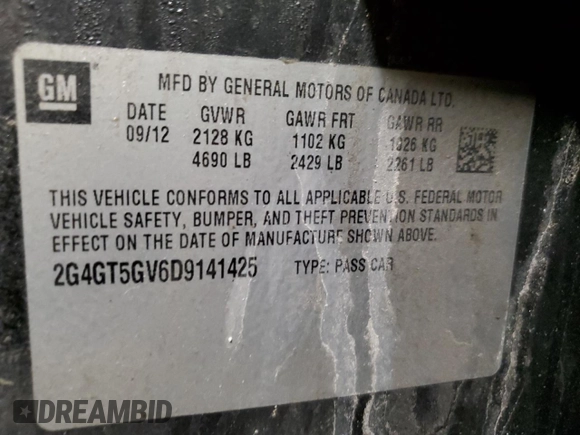 GM
MFD BY GENERAL MOTORS OF CANADA LTD.
DATE GVWR GAWR FRT GAWR RR
09/12 2128 KG 1102 KG 1026 KG
4690 LB 2429 LB 2261 LB
THIS VEHICLE CONFORMS TO ALL APPLICABLE U.S. FEDERAL MOTOR
VEHICLE SAFETY, BUMPER, AND THEFT PREVENTION STANDARDS IN
EFFECT ON THE DATE OF MANUFACTURE SHOWN ABOVE.
2G4GT5GV6D9141425 TYPE: PASS CAR
DREAMBID